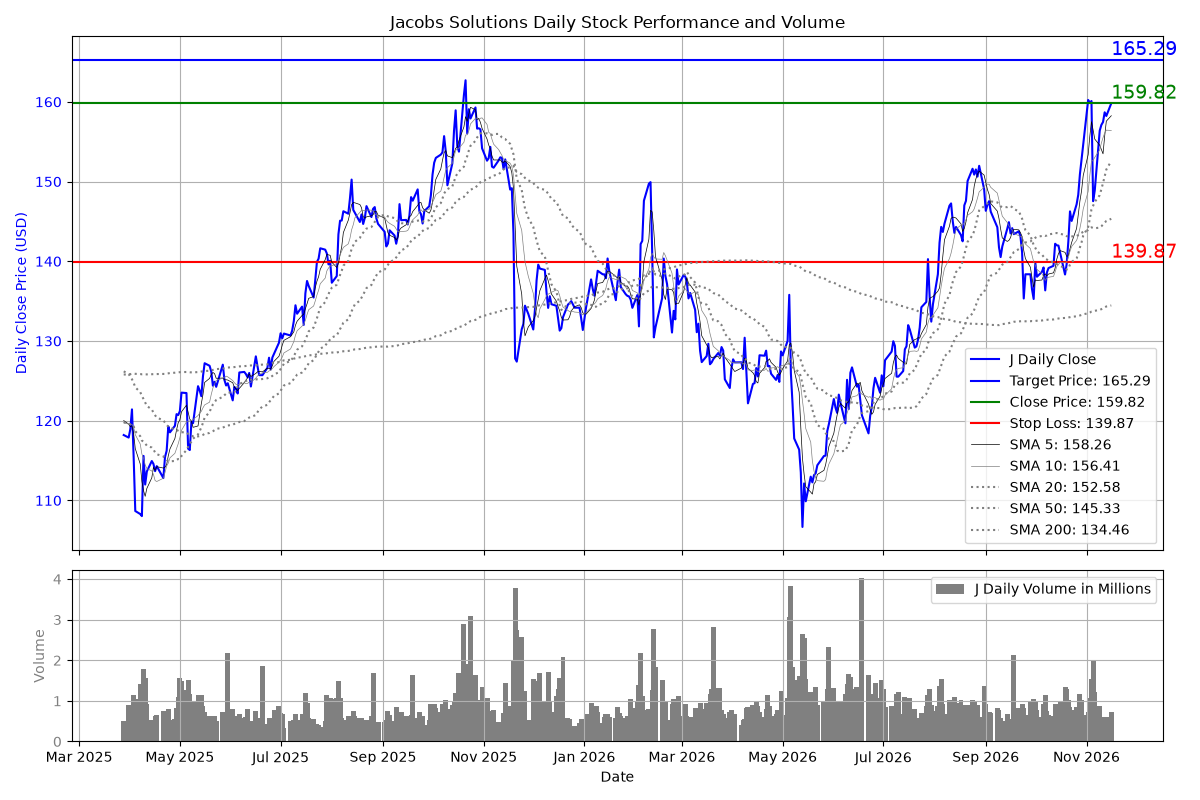 Jacobs Solutions Daily Stock Performance and Volume
165.29
159.82
139.87
160
150
140
130
120
110
Daily Close Price (USD)
J Daily Close
Target Price: 165.29
Close Price: 159.82
Stop Loss: 139.87
SMA 5: 158.26
SMA 10: 156.41
SMA 20: 152.58
SMA 50: 145.33
SMA 200: 134.46
4
3
2
1
0
Volume
J Daily Volume in Millions
Mar 2025 May 2025 Jul 2025 Sep 2025 Nov 2025 Jan 2026 Mar 2026 May 2026 Jul 2026 Sep 2026 Nov 2026
Date